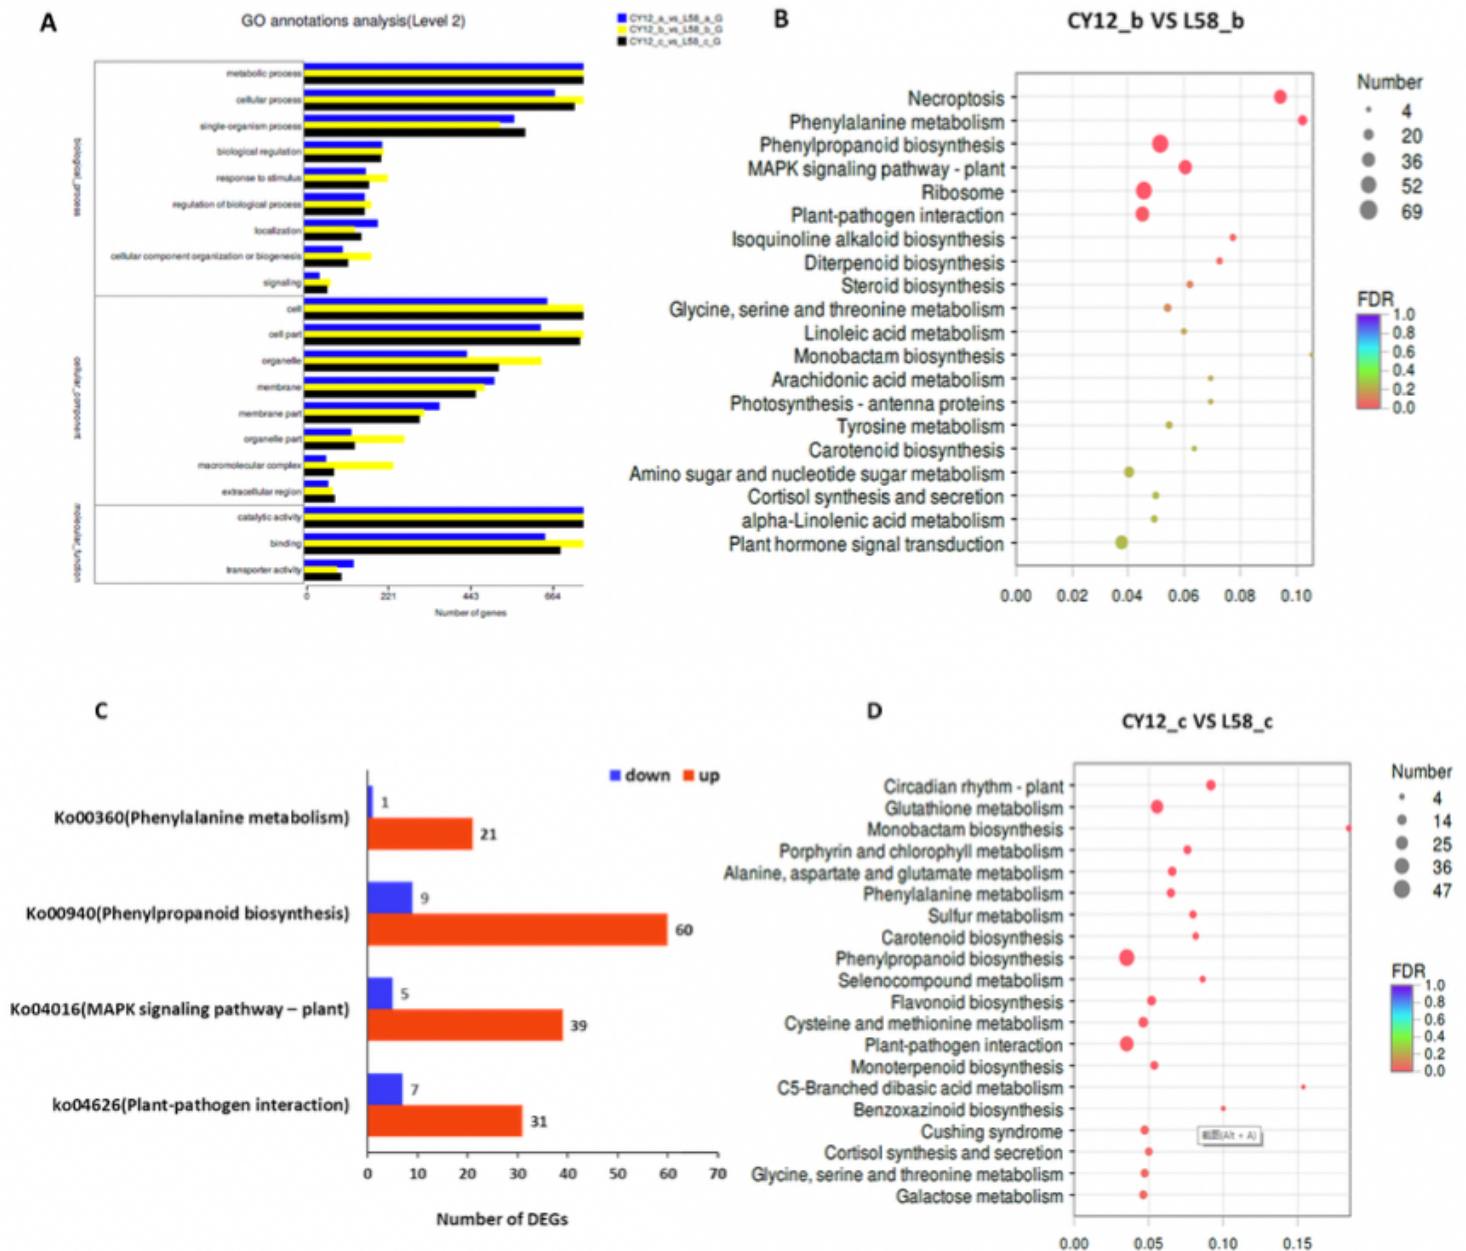 A
GO annotations analysis(Level 2)
CY12_a_vs_L58_a_G
CY12_b_vs_L58_b_G
CY12_c_vs_L58_c_G
biological_process
metabolic process
cellular process
single-organism process
biological regulation
response to stimulus
regulation of biological process
localization
cellular component organization or biogenesis
signaling
cellular_component
cell
cell part
organelle
membrane
membrane part
organelle part
macromolecular complex
extracellular region
molecular_function
catalytic activity
binding
transporter activity
0 221 443 664
Number of genes
B
CY12_b VS L58_b
Necroptosis
Phenylalanine metabolism
Phenylpropanoid biosynthesis
MAPK signaling pathway - plant
Ribosome
Plant-pathogen interaction
Isoquinoline alkaloid biosynthesis
Diterpenoid biosynthesis
Steroid biosynthesis
Glycine, serine and threonine metabolism
Linoleic acid metabolism
Monobactam biosynthesis
Arachidonic acid metabolism
Photosynthesis - antenna proteins
Tyrosine metabolism
Carotenoid biosynthesis
Amino sugar and nucleotide sugar metabolism
Cortisol synthesis and secretion
alpha-Linolenic acid metabolism
Plant hormone signal transduction
0.00 0.02 0.04 0.06 0.08 0.10
Number
4
20
36
52
69
FDR
1.0
0.8
0.6
0.4
0.2
0.0
C
down up
Ko00360(Phenylalanine metabolism)
1
21
Ko00940(Phenylpropanoid biosynthesis)
9
60
Ko04016(MAPK signaling pathway – plant)
5
39
ko04626(Plant-pathogen interaction)
7
31
0 10 20 30 40 50 60 70
Number of DEGs
D
CY12_c VS L58_c
Circadian rhythm - plant
Glutathione metabolism
Monobactam biosynthesis
Porphyrin and chlorophyll metabolism
Alanine, aspartate and glutamate metabolism
Phenylalanine metabolism
Sulfur metabolism
Carotenoid biosynthesis
Phenylpropanoid biosynthesis
Selenocompound metabolism
Flavonoid biosynthesis
Cysteine and methionine metabolism
Plant-pathogen interaction
Monoterpenoid biosynthesis
C5-Branched dibasic acid metabolism
Benzoxazinoid biosynthesis
Cushing syndrome
Cortisol synthesis and secretion
Glycine, serine and threonine metabolism
Galactose metabolism
截图(Alt + A)
0.00 0.05 0.10 0.15
Number
4
14
25
36
47
FDR
1.0
0.8
0.6
0.4
0.2
0.0